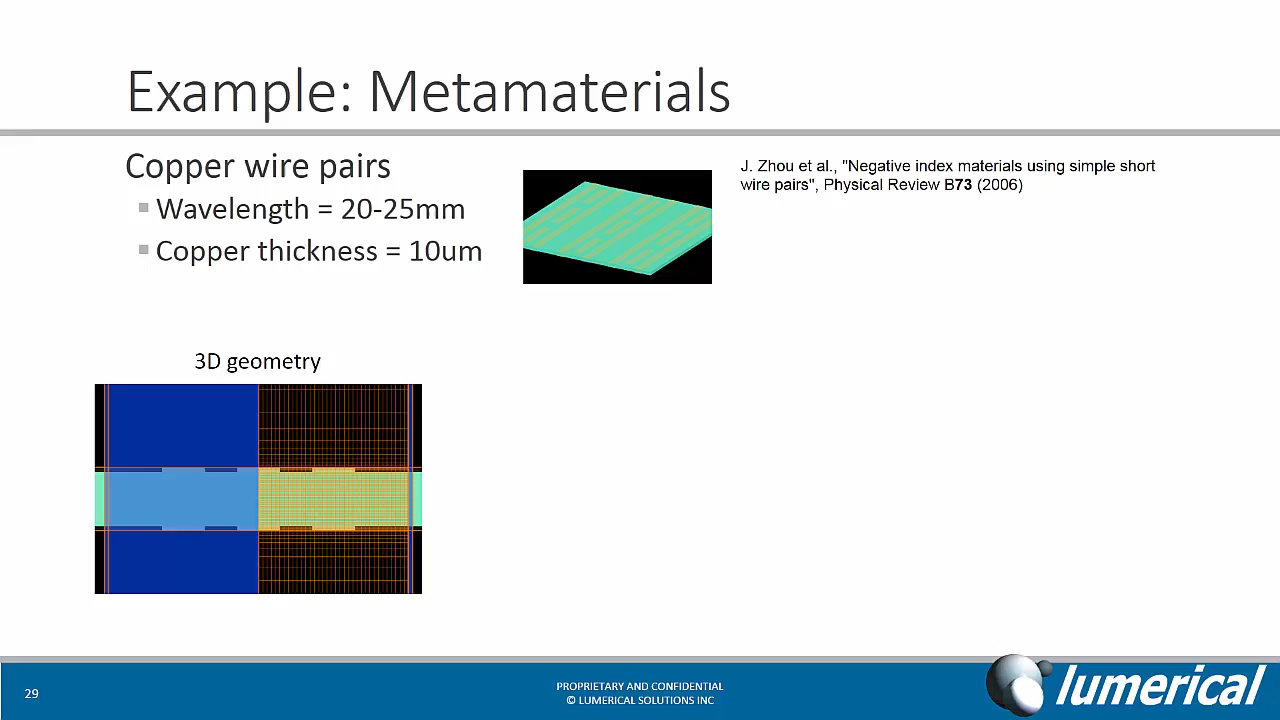 Example: Metamaterials
Copper wire pairs
Wavelength = 20-25mm
Copper thickness = 10um
J. Zhou et al., "Negative index materials using simple short
wire pairs", Physical Review B73 (2006)
3D geometry
29
PROPRIETARY AND CONFIDENTIAL
© LUMERICAL SOLUTIONS INC
lumerical